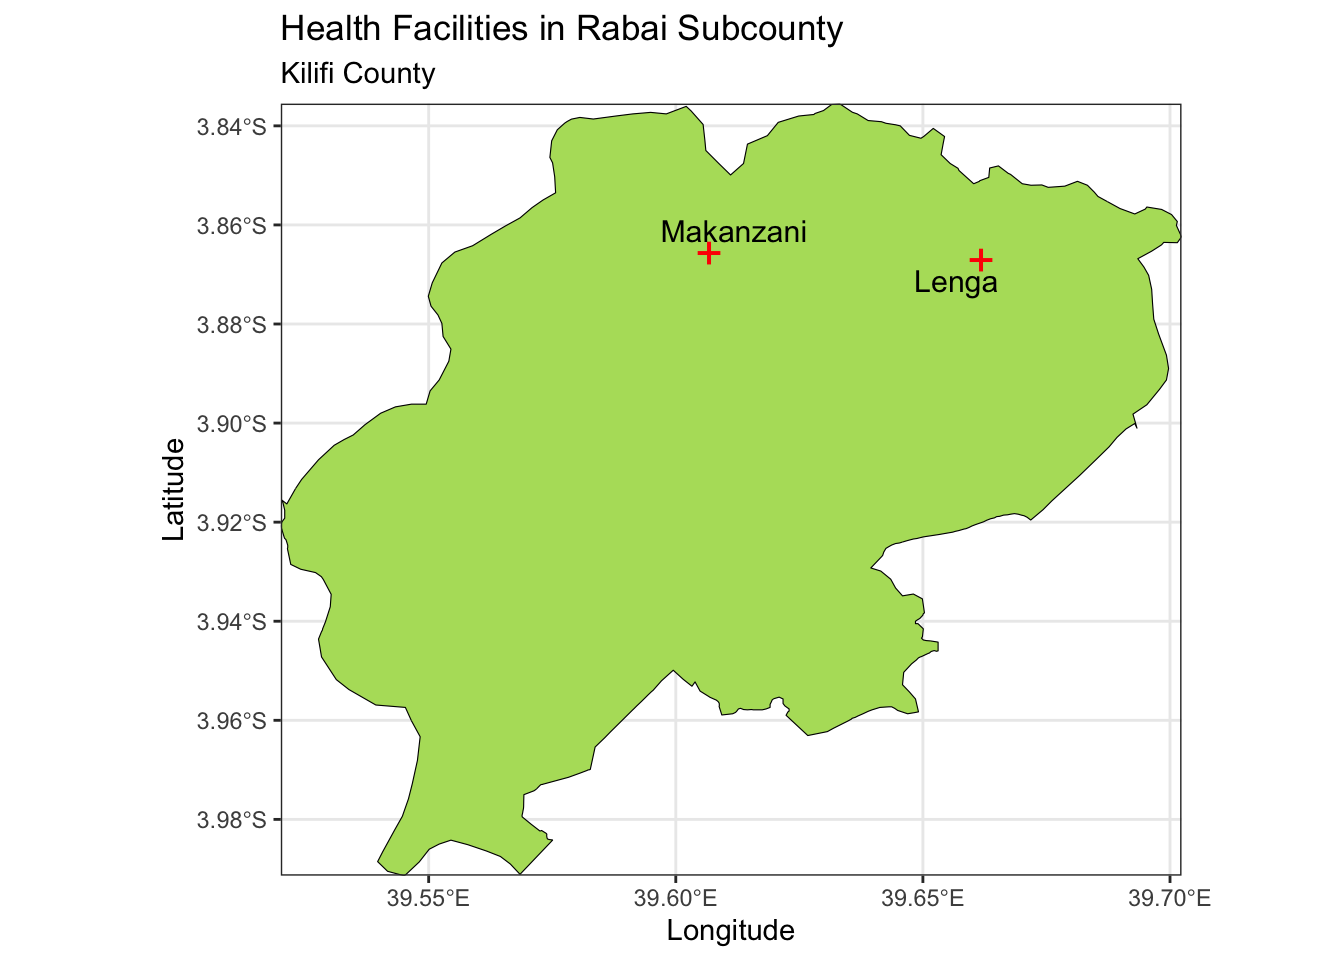 Health Facilities in Rabai Subcounty
Kilifi County
3.84°S
3.86°S
3.88°S
3.90°S
3.92°S
3.94°S
3.96°S
3.98°S
Latitude
Makanzani
Lenga
39.55°E
39.60°E
39.65°E
39.70°E
Longitude